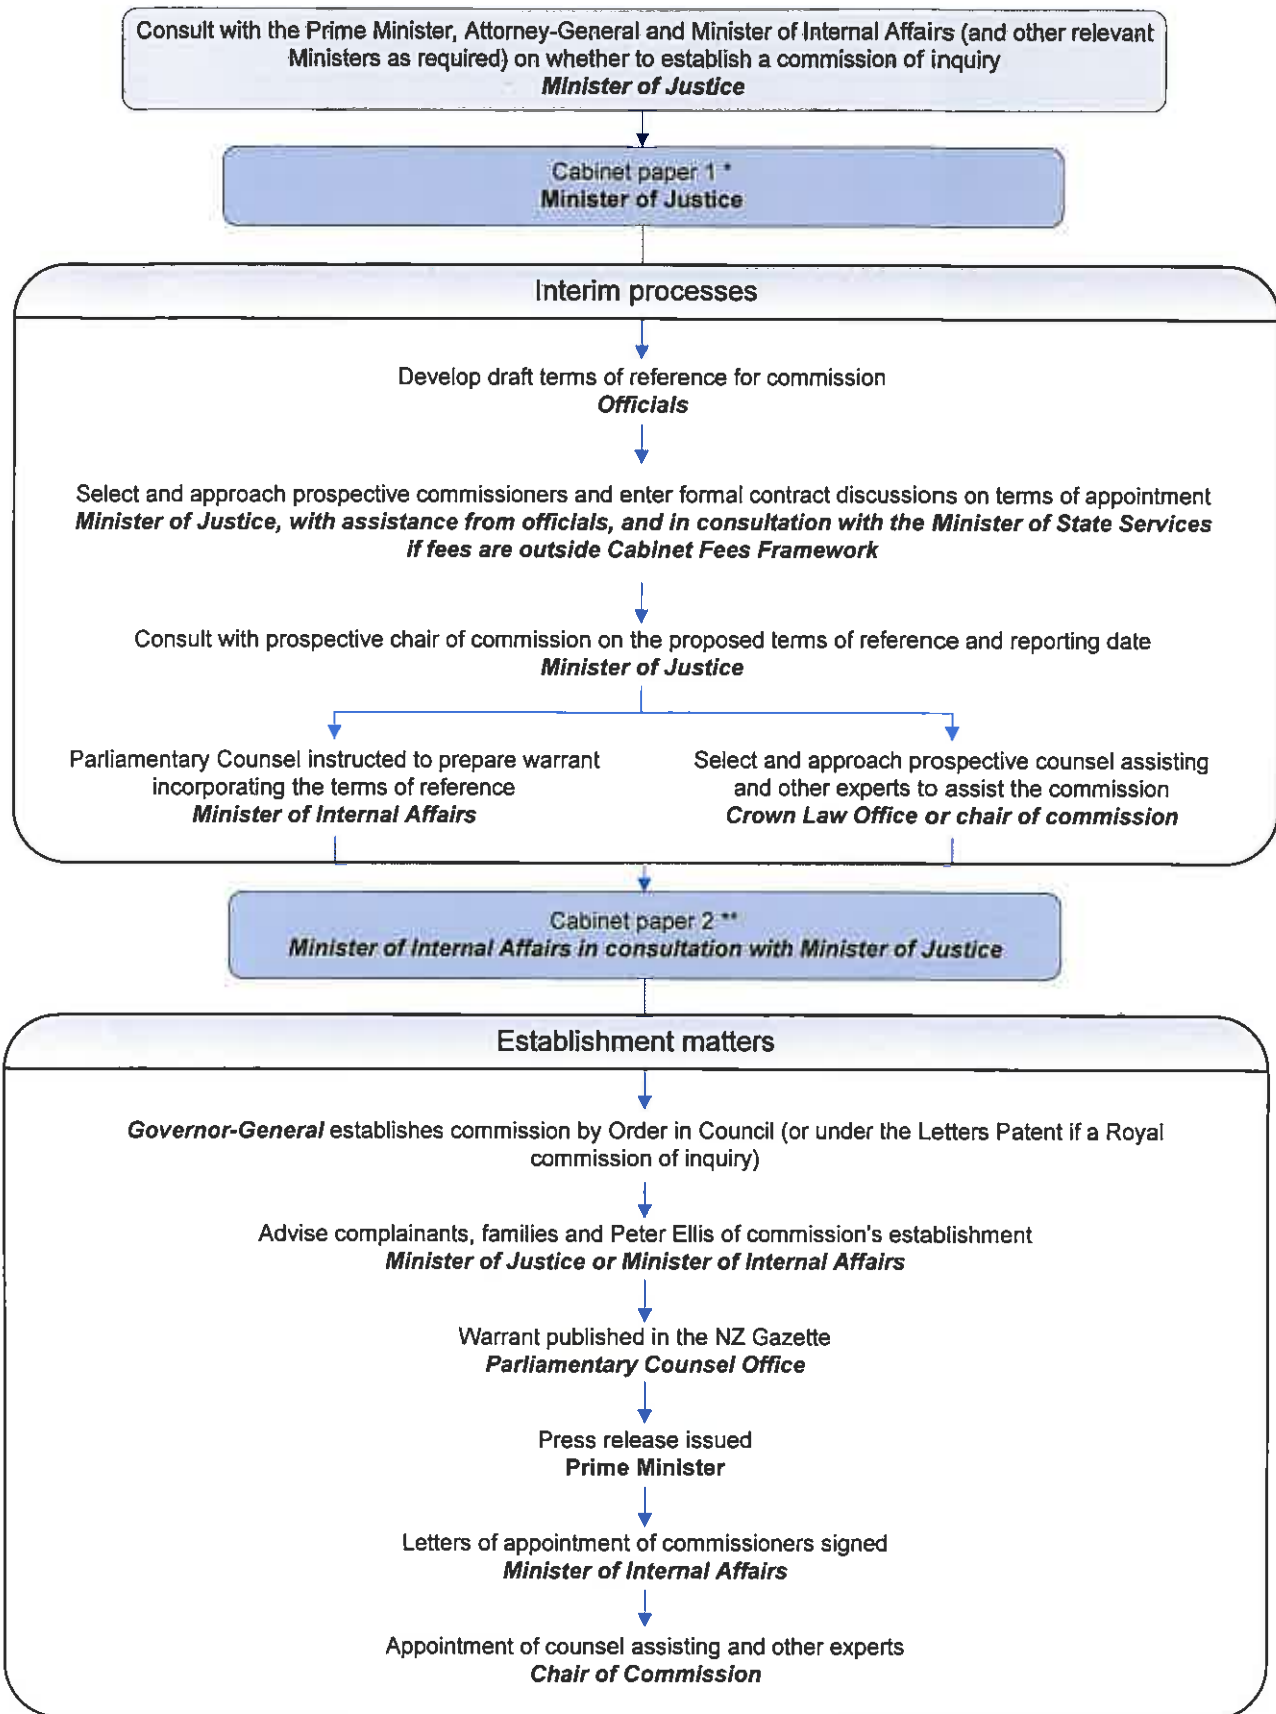 Consult with the Prime Minister, Attorney-General and Minister of Internal Affairs (and other relevant
Ministers as required) on whether to establish a commission of inquiry
Minister of Justice
Cabinet paper 1 *
Minister of Justice
Interim processes
Develop draft terms of reference for commission
Officials
Select and approach prospective commissioners and enter formal contract discussions on terms of appointment
Minister of Justice, with assistance from officials, and in consultation with the Minister of State Services
if fees are outside Cabinet Fees Framework
Consult with prospective chair of commission on the proposed terms of reference and reporting date
Minister of Justice
Parliamentary Counsel instructed to prepare warrant
incorporating the terms of reference
Minister of Internal Affairs
Select and approach prospective counsel assisting
and other experts to assist the commission
Crown Law Office or chair of commission
Cabinet paper 2 **
Minister of Internal Affairs in consultation with Minister of Justice
Establishment matters
Governor-General establishes commission by Order in Council (or under the Letters Patent if a Royal
commission of inquiry)
Advise complainants, families and Peter Ellis of commission's establishment
Minister of Justice or Minister of Internal Affairs
Warrant published in the NZ Gazette
Parliamentary Counsel Office
Press release issued
Prime Minister
Letters of appointment of commissioners signed
Minister of Internal Affairs
Appointment of counsel assisting and other experts
Chair of Commission